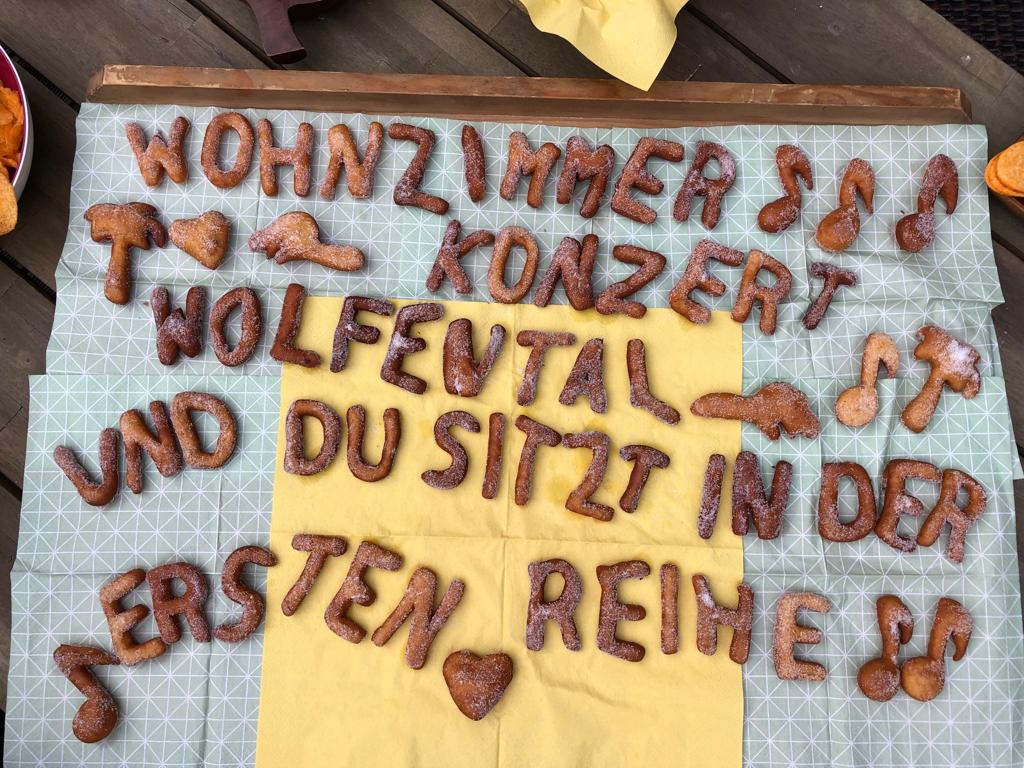 WOHNZIMMER
KONZERT
WOLFENTAL
UND DU SITZT IN DER
ERSTEN REIHE